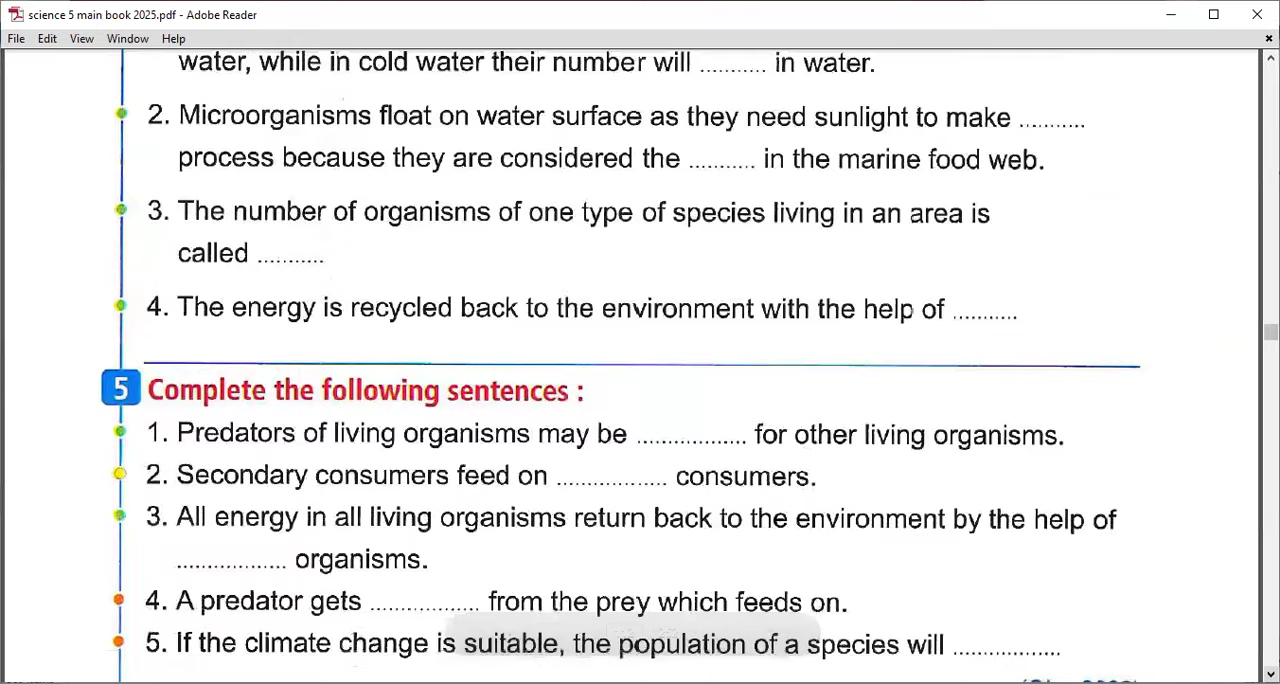 science 5 main book 2025.pdf - Adobe Reader
File Edit View Window Help
water, while in cold water their number will ........... in water.
2. Microorganisms float on water surface as they need sunlight to make ...........
process because they are considered the ........... in the marine food web.
3. The number of organisms of one type of species living in an area is
called ...........
4. The energy is recycled back to the environment with the help of ...........
5 Complete the following sentences :
1. Predators of living organisms may be .................. for other living organisms.
2. Secondary consumers feed on .................. consumers.
3. All energy in all living organisms return back to the environment by the help of
.................. organisms.
4. A predator gets .................. from the prey which feeds on.
5. If the climate change is suitable, the population of a species will ..................